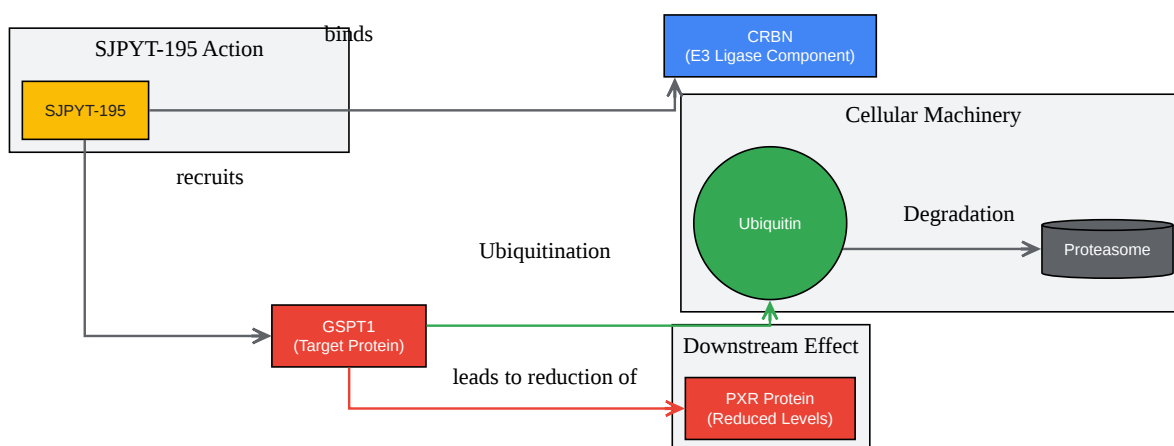 binds
SJPYT-195 Action
SJPYT-195
CRBN
(E3 Ligase Component)
Cellular Machinery
recruits
Ubiquitin
Degradation
Proteasome
Ubiquitination
GSPT1
(Target Protein)
Downstream Effect
leads to reduction of
PXR Protein
(Reduced Levels)